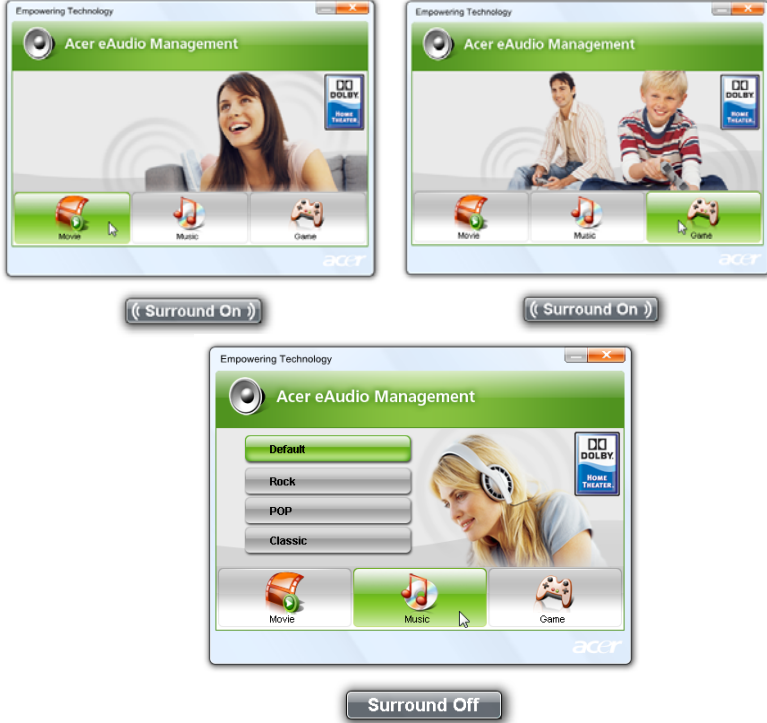 Empowering Technology
Acer eAudio Management
DOLBY.
HOME
THEATER.
Movie
Music
Game
acer
(( Surround On ))
Empowering Technology
Acer eAudio Management
DOLBY.
HOME
THEATER.
Movie
Music
Game
acer
(( Surround On ))
Empowering Technology
Acer eAudio Management
Default
Rock
POP
Classic
DOLBY.
HOME
THEATER.
Movie
Music
Game
acer
Surround Off